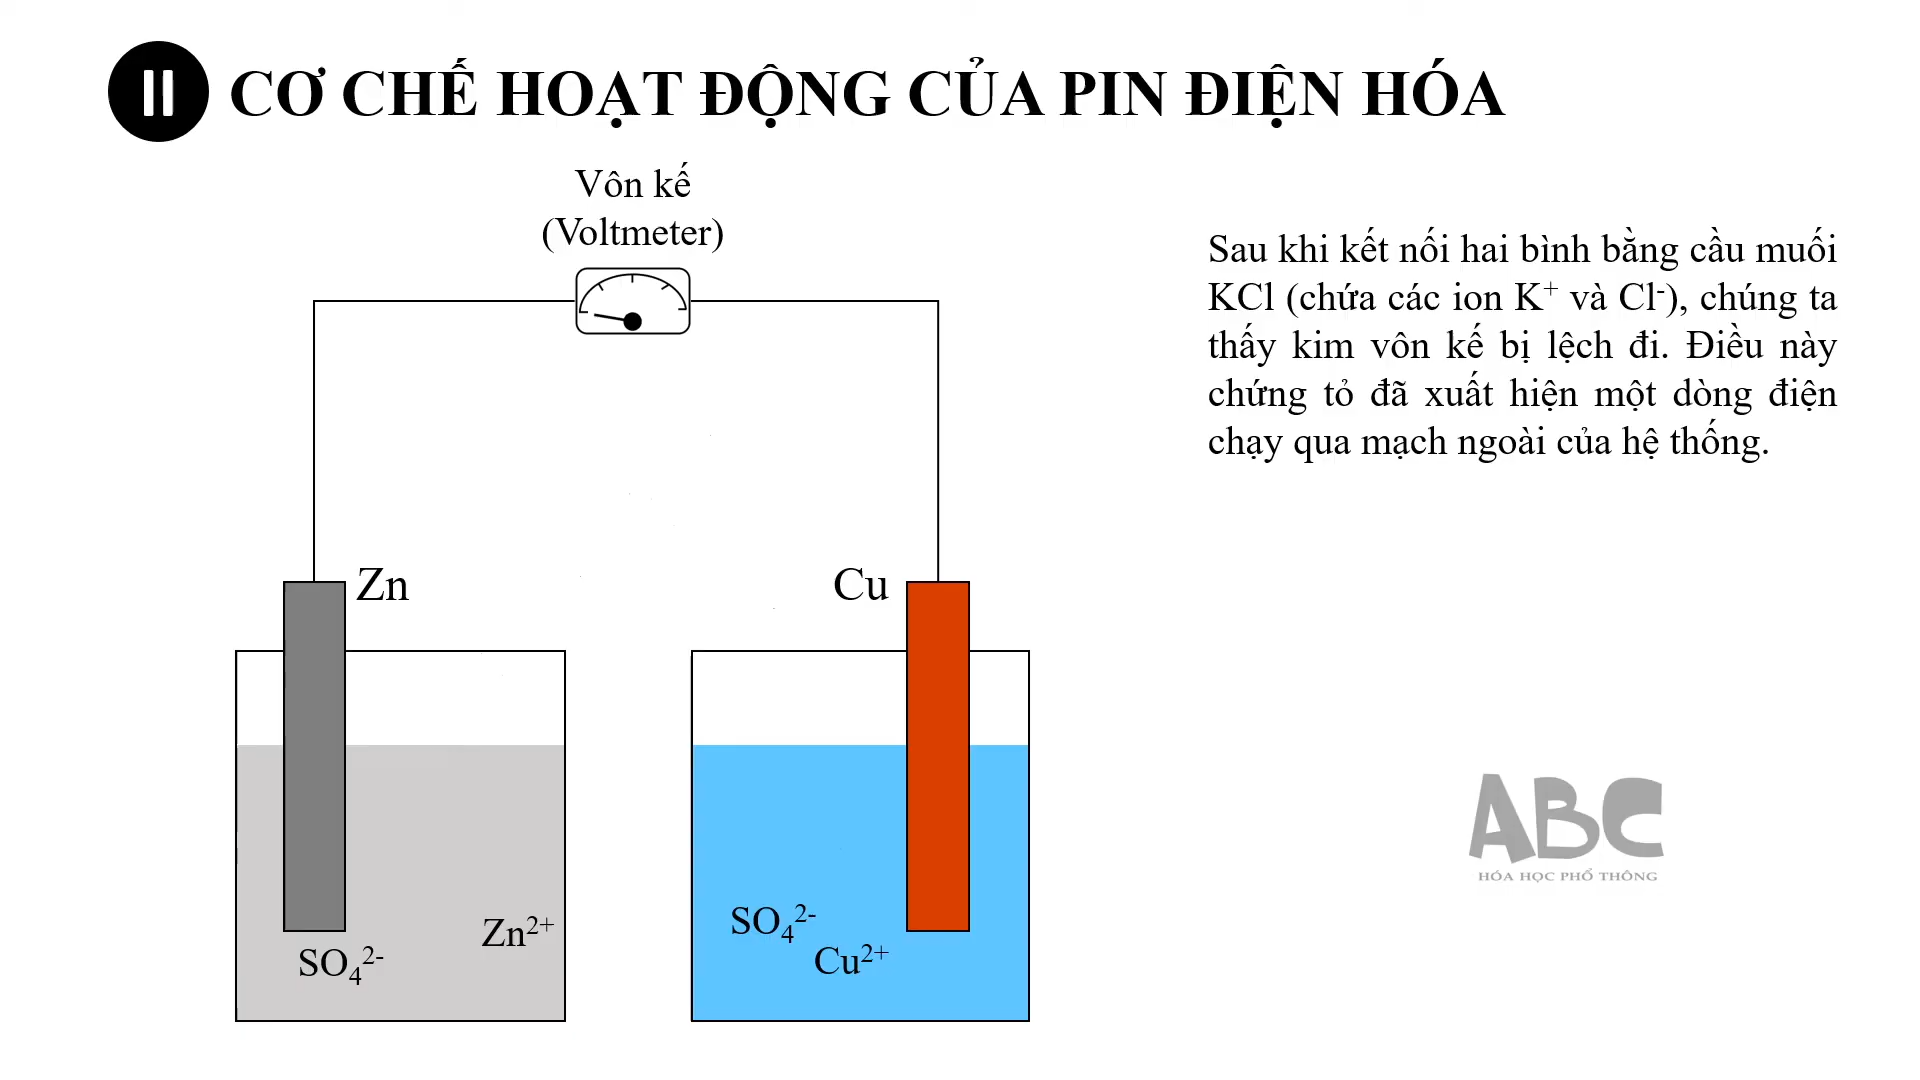 II CƠ CHẾ HOẠT ĐỘNG CỦA PIN ĐIỆN HÓA
Vôn kế
(Voltmeter)
Sau khi kết nối hai bình bằng cầu muối
KCl (chứa các ion K⁺ và Cl⁻), chúng ta
thấy kim vôn kế bị lệch đi. Điều này
chứng tỏ đã xuất hiện một dòng điện
chạy qua mạch ngoài của hệ thống.
Zn
Cu
Zn²⁺
SO₄²⁻
SO₄²⁻
Cu²⁺
ABC
HÓA HỌC PHỔ THÔNG